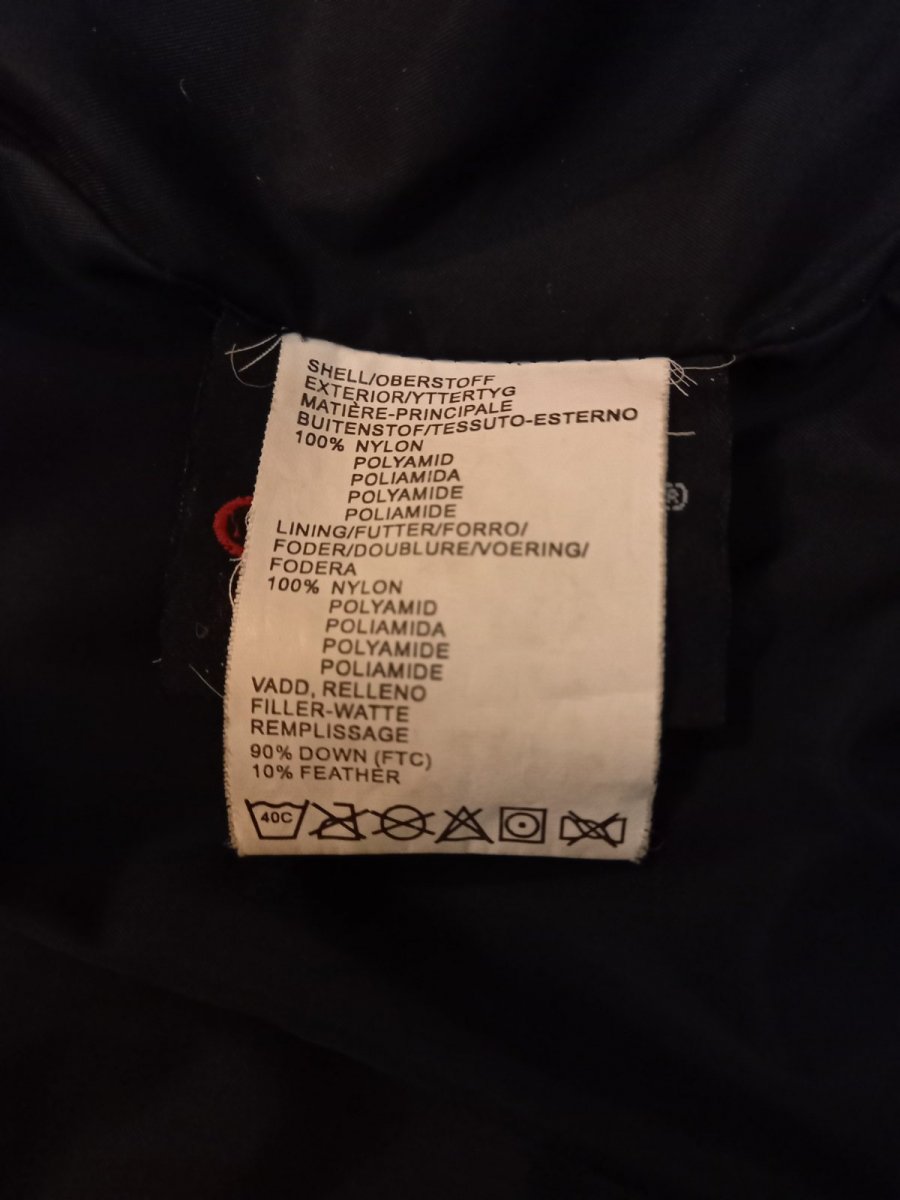 SHELL/OBERSTOFF
EXTERIOR/YTTERTYG
MATIÈRE-PRINCIPALE
BUITENSTOF/TESSUTO-ESTERNO
100% NYLON
POLYAMID
POLIAMIDA
POLYAMIDE
POLIAMIDE
LINING/FUTTER/FORRO/
FODER/DOUBLURE/VOERING/
FODERA
100% NYLON
POLYAMID
POLIAMIDA
POLYAMIDE
POLIAMIDE
VADD, RELLENO
FILLER-WATTE
REMPLISSAGE
90% DOWN (FTC)
10% FEATHER
40C
®